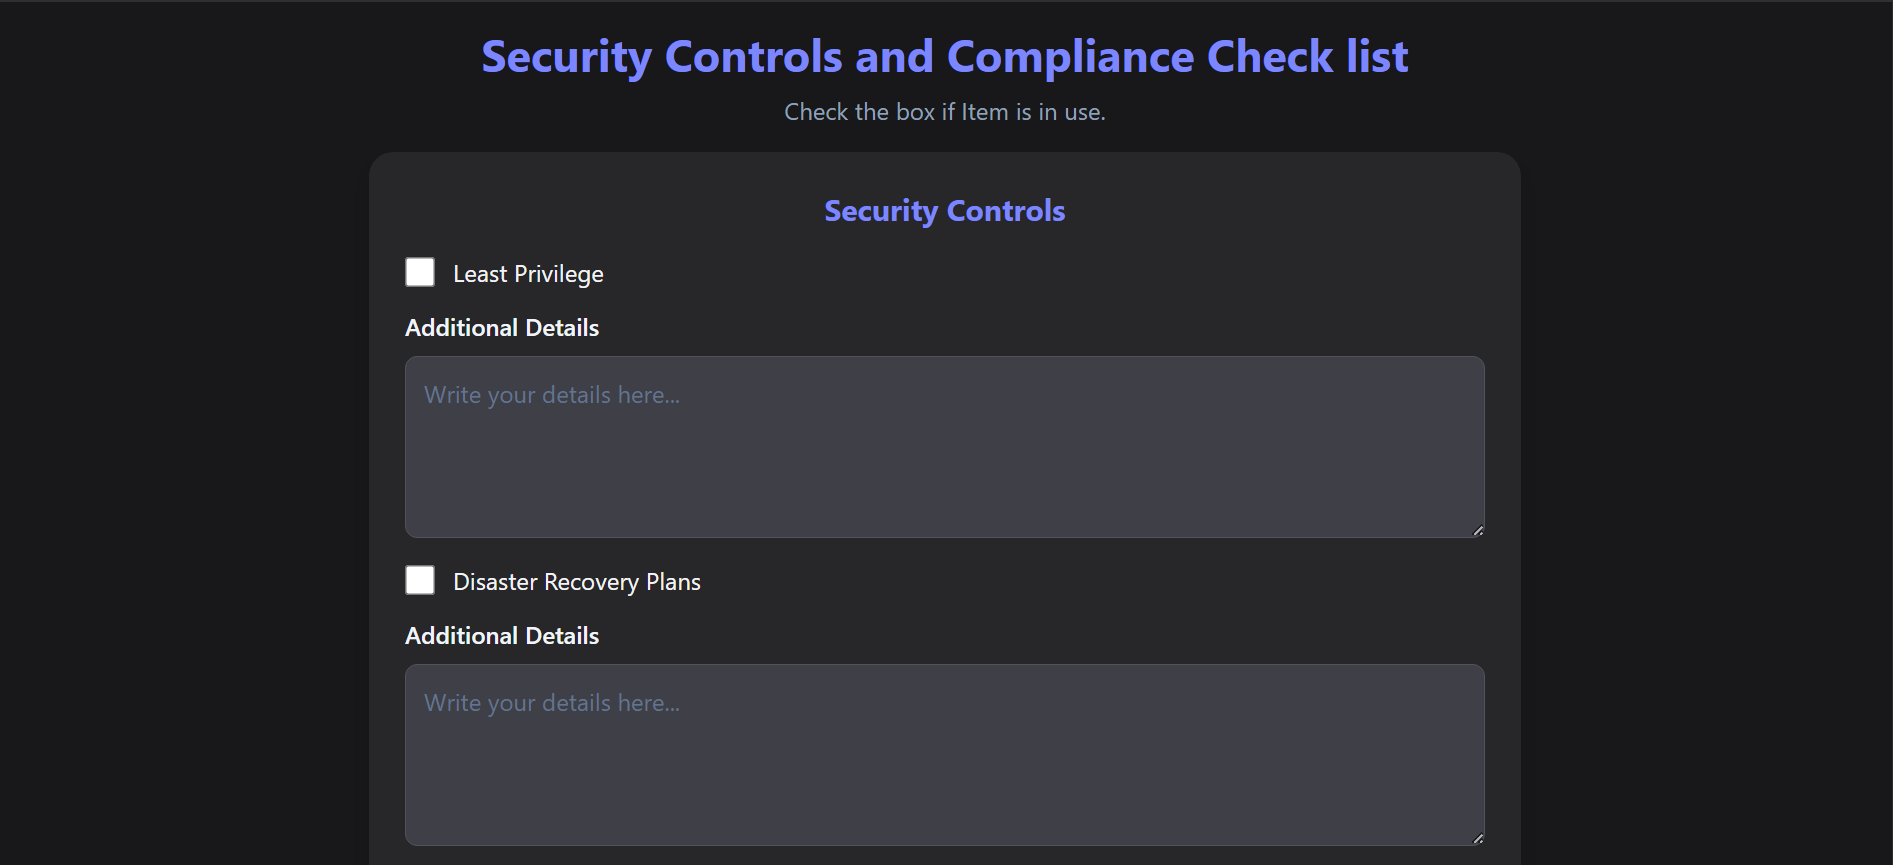 Security Controls and Compliance Check list
Check the box if Item is in use.
Security Controls
Least Privilege
Additional Details
Write your details here...
Disaster Recovery Plans
Additional Details
Write your details here...